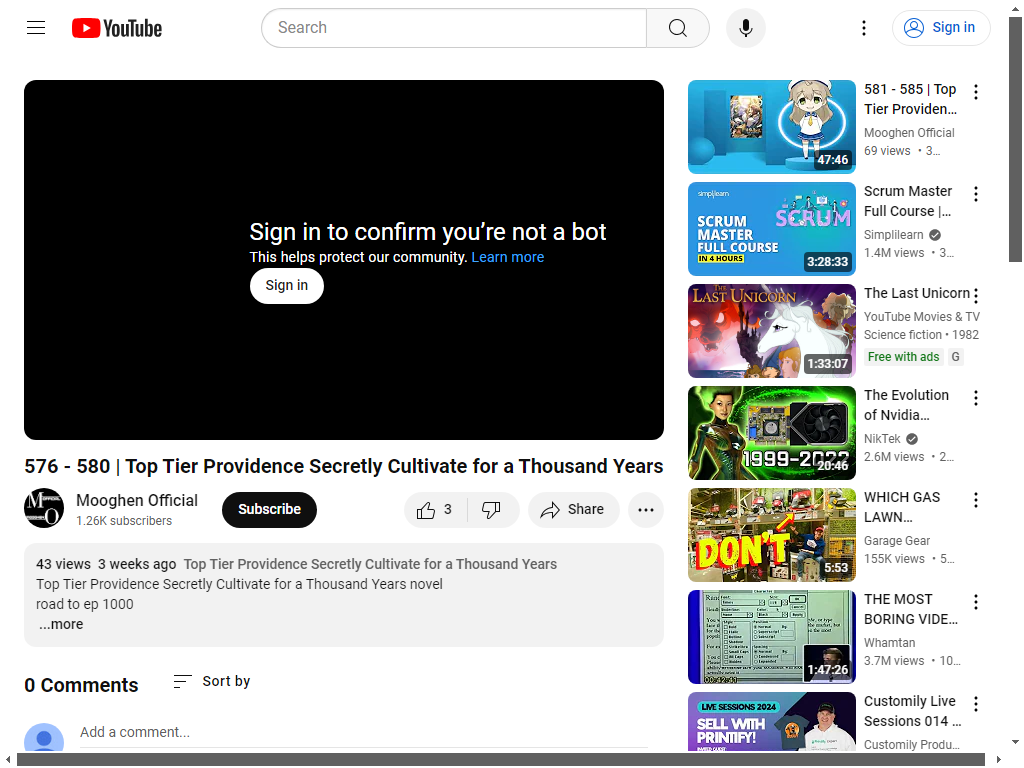 YouTube
Search
Sign in
Sign in to confirm you’re not a bot
This helps protect our community. Learn more
Sign in
576 - 580 | Top Tier Providence Secretly Cultivate for a Thousand Years
Mooghen Official
1.26K subscribers
Subscribe
3
Share
43 views 3 weeks ago Top Tier Providence Secretly Cultivate for a Thousand Years
Top Tier Providence Secretly Cultivate for a Thousand Years novel
road to ep 1000
...more
0 Comments
Sort by
Add a comment...
47:46
581 - 585 | Top
Tier Providen...
Mooghen Official
69 views • 3...
simplilearn
SCRUM
SCRUM
MASTER
FULL COURSE
IN 4 HOURS
3:28:33
Scrum Master
Full Course |...
Simplilearn
1.4M views • 3...
THE
LAST UNICORN
1:33:07
The Last Unicorn
YouTube Movies & TV
Science fiction • 1982
Free with ads
G
1999-2022
20:46
The Evolution
of Nvidia...
NikTek
2.6M views • 2...
DON'T
5:53
WHICH GAS
LAWN...
Garage Gear
155K views • 5...
1:47:26
THE MOST
BORING VIDE...
Whamtan
3.7M views • 10...
LIVE SESSIONS 2024
SELL WITH
PRINTIFY!
Customily Live
Sessions 014 ...
Customily Produ...